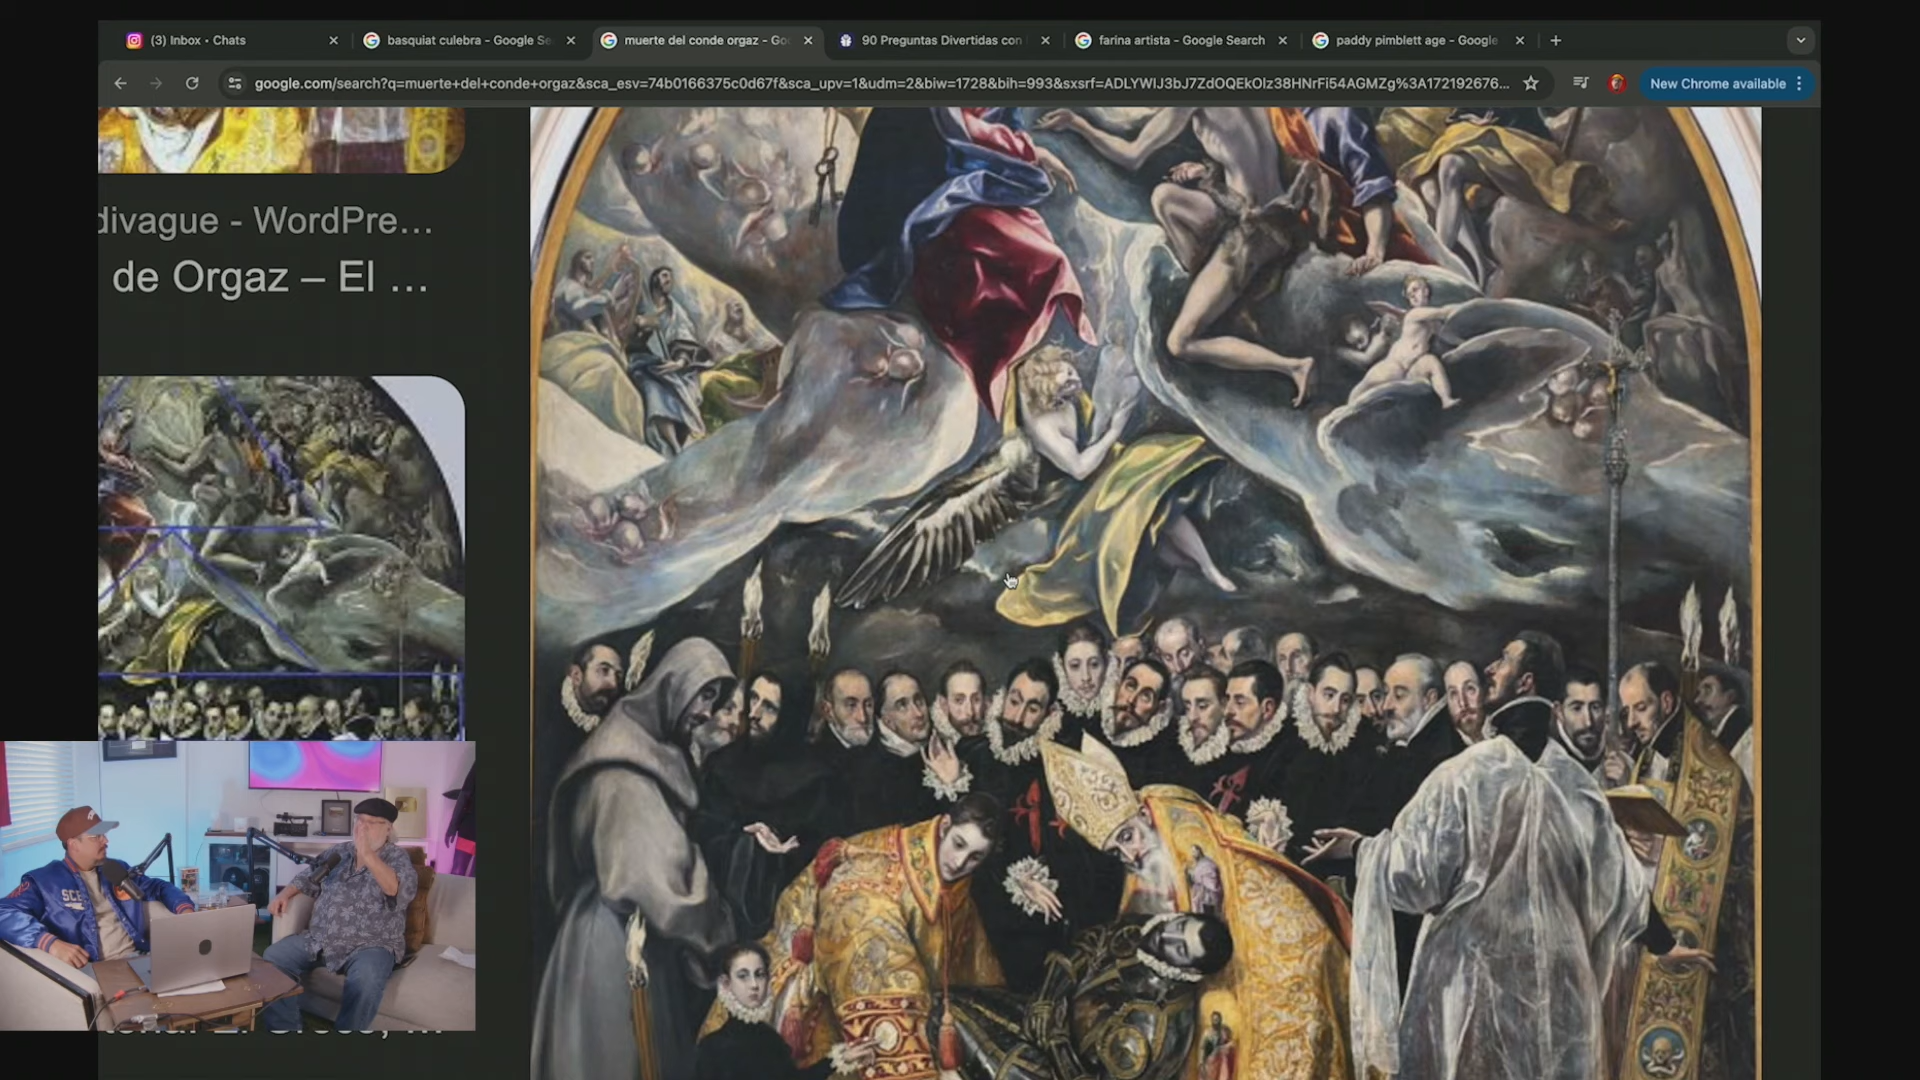 (3) Inbox • Chats
basquiat culebra - Google Se
muerte del conde orgaz - Go
90 Preguntas Divertidas con
farina artista - Google Search
paddy pimblett age - Google
google.com/search?q=muerte+del+conde+orgaz&sca_esv=74b0166375c0d67f&sca_upv=1&udm=2&biw=1728&bih=993&sxsrf=ADLYWIJ3bJ7ZdOQEkOlz38HNrFi54AGMZg%3A172192676...
New Chrome available
divague - WordPre...
de Orgaz – El ...
SCE